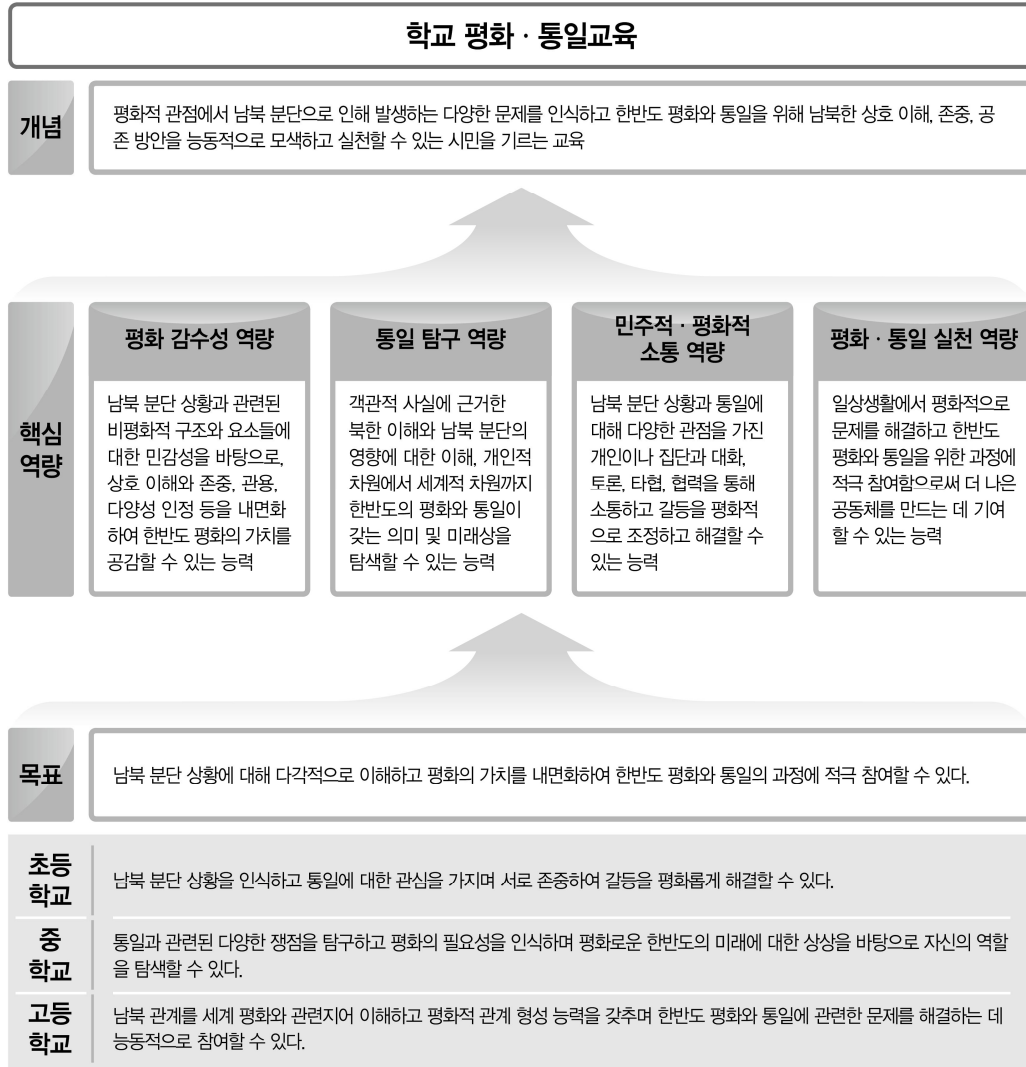 학교 평화 · 통일교육
개념
평화적 관점에서 남북 분단으로 인해 발생하는 다양한 문제를 인식하고 한반도 평화와 통일을 위해 남북한 상호 이해, 존중, 공
존 방안을 능동적으로 모색하고 실천할 수 있는 시민을 기르는 교육
핵심
역량
평화 감수성 역량
남북 분단 상황과 관련된
비평화적 구조와 요소들에
대한 민감성을 바탕으로,
상호 이해와 존중, 관용,
다양성 인정 등을 내면화
하여 한반도 평화의 가치를
공감할 수 있는 능력
통일 탐구 역량
객관적 사실에 근거한
북한 이해와 남북 분단의
영향에 대한 이해, 개인적
차원에서 세계적 차원까지
한반도의 평화와 통일이
갖는 의미 및 미래상을
탐색할 수 있는 능력
민주적 · 평화적
소통 역량
남북 분단 상황과 통일에
대해 다양한 관점을 가진
개인이나 집단과 대화,
토론, 타협, 협력을 통해
소통하고 갈등을 평화적
으로 조정하고 해결할 수
있는 능력
평화 · 통일 실천 역량
일상생활에서 평화적으로
문제를 해결하고 한반도
평화와 통일을 위한 과정에
적극 참여함으로써 더 나은
공동체를 만드는 데 기여
할 수 있는 능력
목표
남북 분단 상황에 대해 다각적으로 이해하고 평화의 가치를 내면화하여 한반도 평화와 통일의 과정에 적극 참여할 수 있다.
초등
학교
남북 분단 상황을 인식하고 통일에 대한 관심을 가지며 서로 존중하여 갈등을 평화롭게 해결할 수 있다.
중
학교
통일과 관련된 다양한 쟁점을 탐구하고 평화의 필요성을 인식하며 평화로운 한반도의 미래에 대한 상상을 바탕으로 자신의 역할
을 탐색할 수 있다.
고등
학교
남북 관계를 세계 평화와 관련지어 이해하고 평화적 관계 형성 능력을 갖추며 한반도 평화와 통일에 관련한 문제를 해결하는 데
능동적으로 참여할 수 있다.